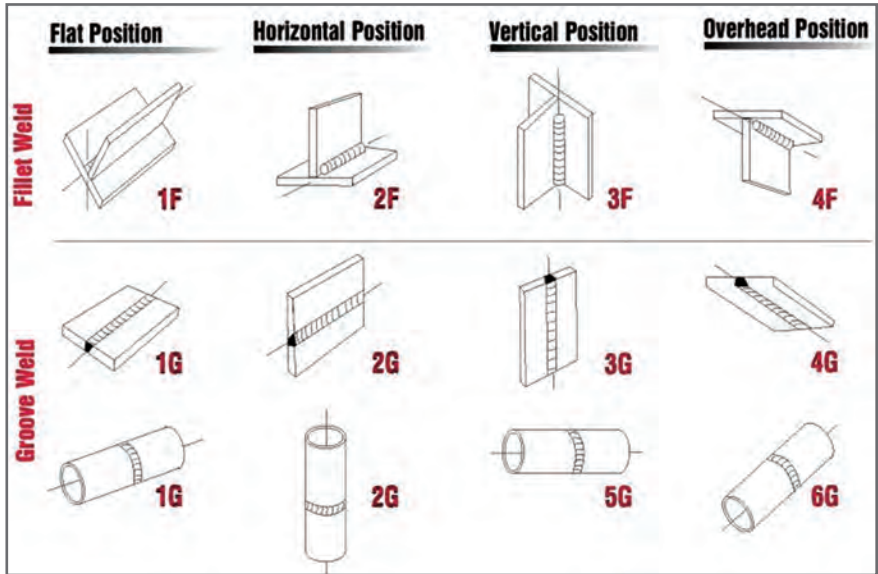 Flat Position
Horizontal Position
Vertical Position
Overhead Position
Fillet Weld
1F
2F
3F
4F
Groove Weld
1G
2G
3G
4G
1G
2G
5G
6G